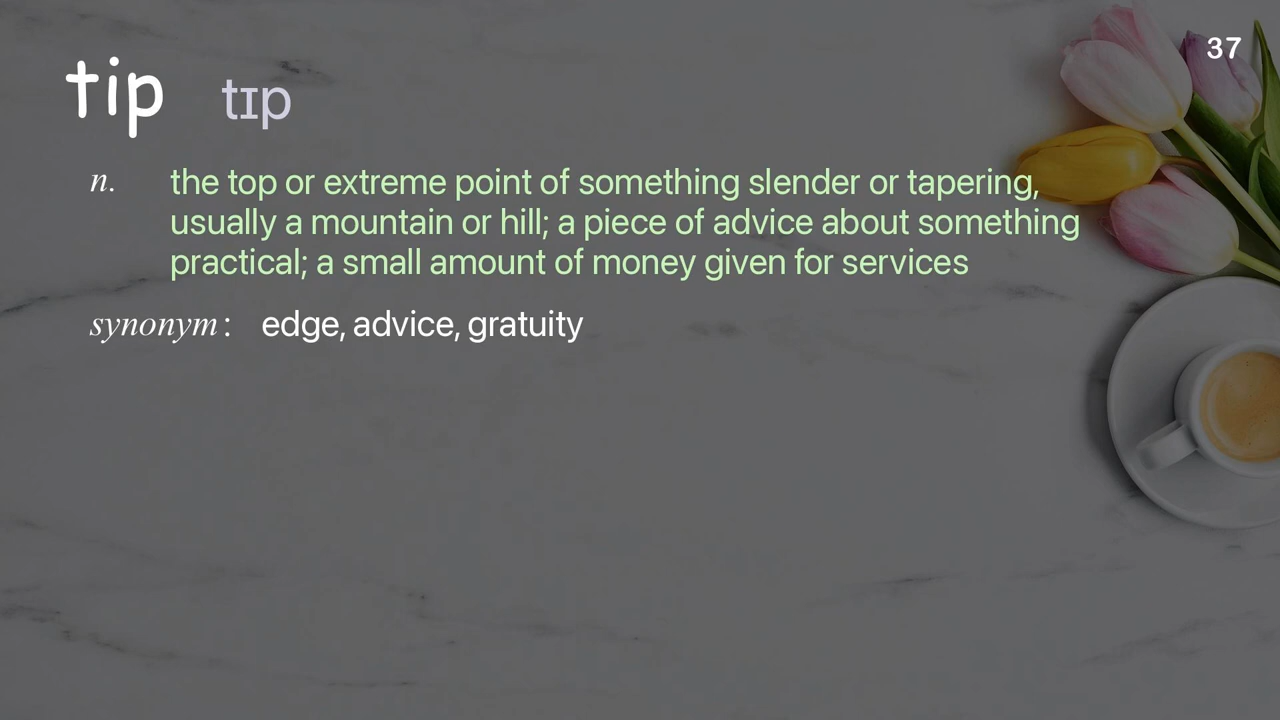 37
tip tɪp
n. the top or extreme point of something slender or tapering,
usually a mountain or hill; a piece of advice about something
practical; a small amount of money given for services
synonym: edge, advice, gratuity